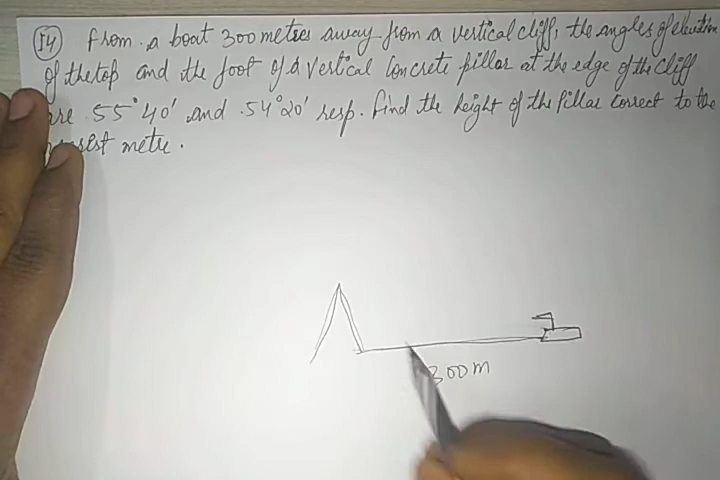 14 from a boat 300 metres away from a vertical cliff, the angles of elevation
of the top and the foot of a vertical concrete pillar at the edge of the cliff
are 55°40' and 54°20' resp. find the height of the pillar correct to the
metre.
300m